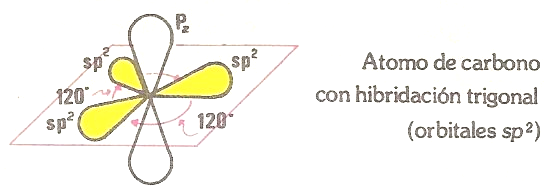 Pz
sp²
sp²
120°
sp²
120°
Atomo de carbono
con hibridación trigonal
(orbitales sp²)